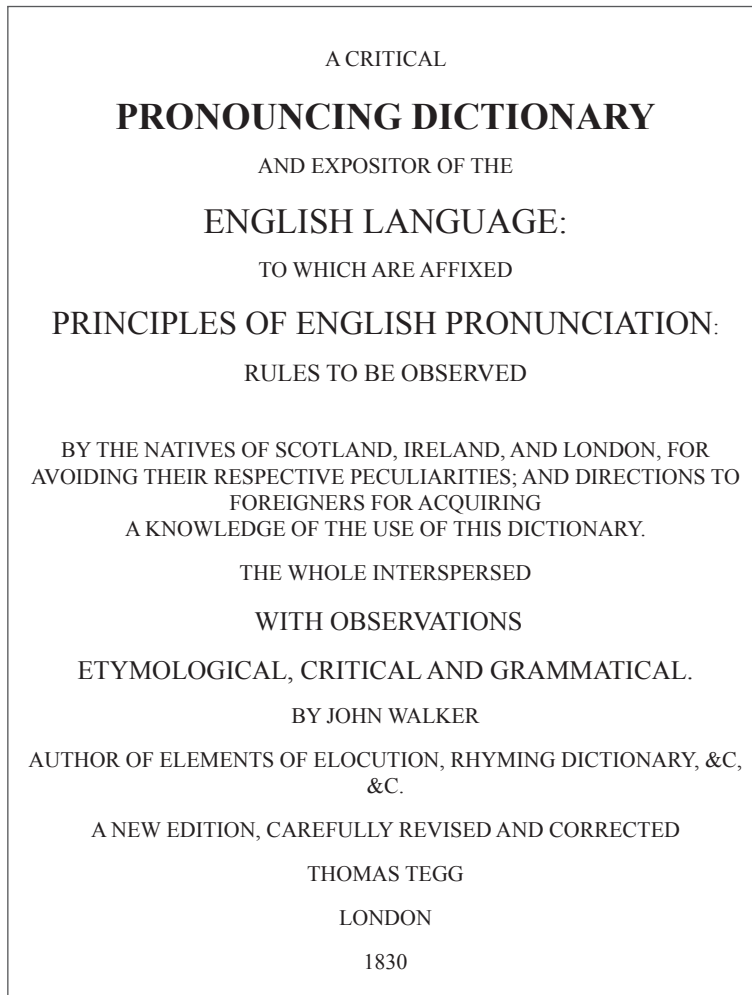 A CRITICAL
PRONOUNCING DICTIONARY
AND EXPOSITOR OF THE
ENGLISH LANGUAGE:
TO WHICH ARE AFFIXED
PRINCIPLES OF ENGLISH PRONUNCIATION:
RULES TO BE OBSERVED
BY THE NATIVES OF SCOTLAND, IRELAND, AND LONDON, FOR
AVOIDING THEIR RESPECTIVE PECULIARITIES; AND DIRECTIONS TO
FOREIGNERS FOR ACQUIRING
A KNOWLEDGE OF THE USE OF THIS DICTIONARY.
THE WHOLE INTERSPERSED
WITH OBSERVATIONS
ETYMOLOGICAL, CRITICAL AND GRAMMATICAL.
BY JOHN WALKER
AUTHOR OF ELEMENTS OF ELOCUTION, RHYMING DICTIONARY, &C,
&C.
A NEW EDITION, CAREFULLY REVISED AND CORRECTED
THOMAS TEGG
LONDON
1830